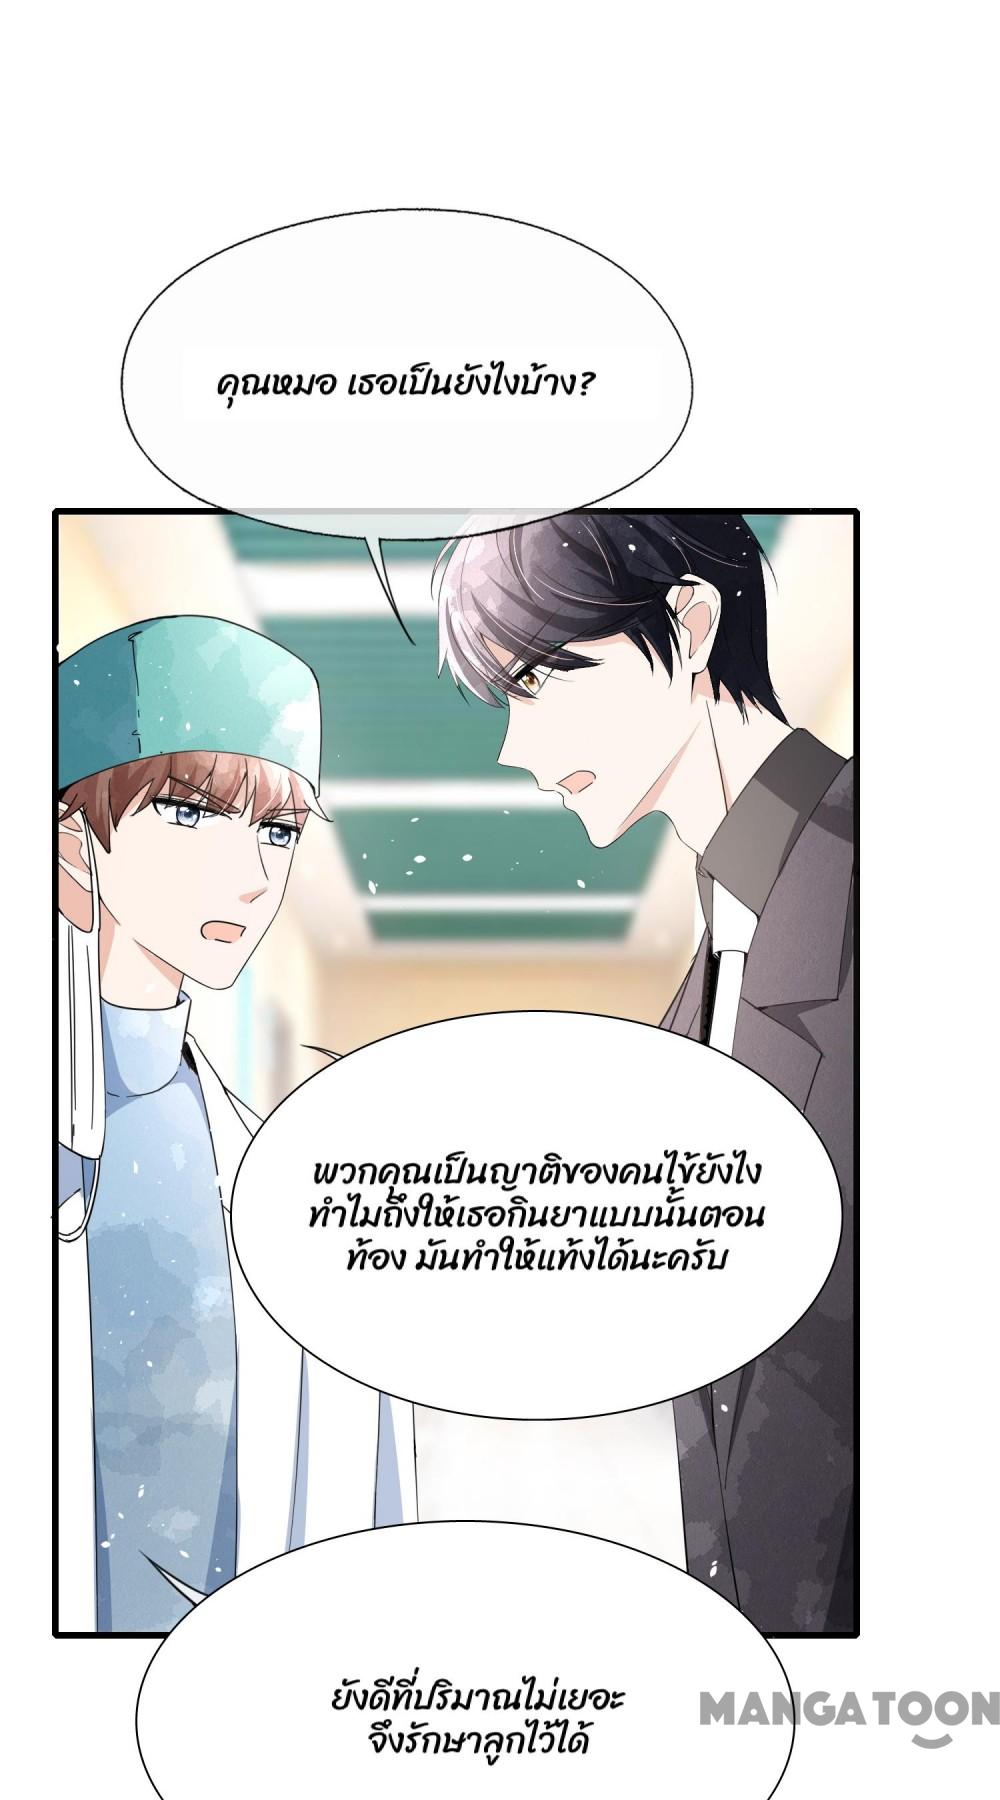 คุณหมอ เธอเป็นยังไงบ้าง?
พวกคุณเป็นญาติของคนไข้ยังไง
ทำไมถึงให้เธอกินยาแบบนั้นตอน
ท้อง มันทำให้แท้งได้นะครับ
ยังดีที่ปริมาณไม่เยอะ
จึงรักษาลูกไว้ได้
MANGATOON